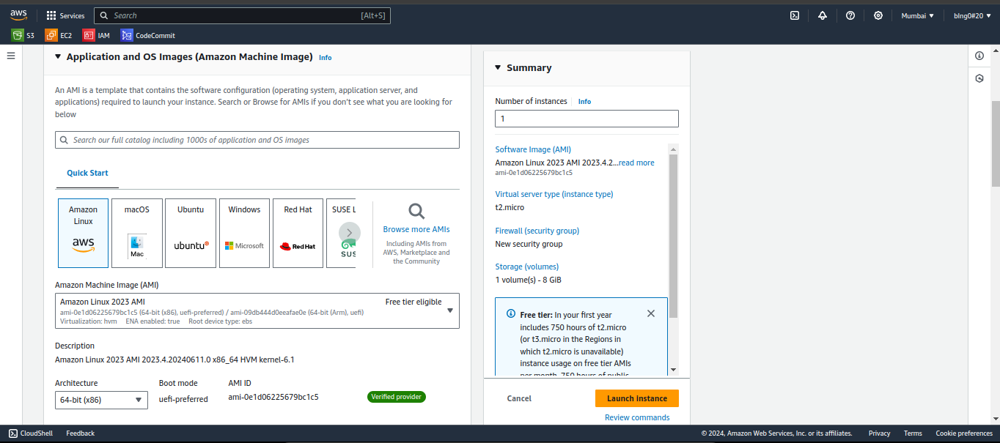 aws
Services
Search
[Alt+S]
Mumbai
blng0#20
S3
EC2
IAM
CodeCommit
Application and OS Images (Amazon Machine Image) Info
An AMI is a template that contains the software configuration (operating system, application server, and
applications) required to launch your instance. Search or Browse for AMIs if you don't see what you are looking for
below
Search our full catalog including 1000s of application and OS images
Quick Start
Amazon
Linux
aws
macOS
Mac
Ubuntu
ubuntu
Windows
Microsoft
Red Hat
Red Hat
SUSE L
SUS
Browse more AMIs
Including AMIs from
AWS, Marketplace and
the Community
Amazon Machine Image (AMI)
Amazon Linux 2023 AMI
Free tier eligible
ami-0e1d06225679bc1c5 (64-bit (x86), uefi-preferred) / ami-09db444d0eeafae0e (64-bit (Arm), uefi)
Virtualization: hvm ENA enabled: true Root device type: ebs
Description
Amazon Linux 2023 AMI 2023.4.20240611.0 x86_64 HVM kernel-6.1
Architecture
64-bit (x86)
Boot mode
uefi-preferred
AMI ID
ami-0e1d06225679bc1c5
Verified provider
Summary
Number of instances Info
1
Software Image (AMI)
Amazon Linux 2023 AMI 2023.4.2...read more
ami-0e1d06225679bc1c5
Virtual server type (instance type)
t2.micro
Firewall (security group)
New security group
Storage (volumes)
1 volume(s) - 8 GiB
Free tier: In your first year
includes 750 hours of t2.micro
(or t3.micro in the Regions in
which t2.micro is unavailable)
instance usage on free tier AMIs
per month, 750 hours of public
Cancel
Launch instance
Review commands
CloudShell
Feedback
© 2024, Amazon Web Services, Inc. or its affiliates.
Privacy
Terms
Cookie preferences